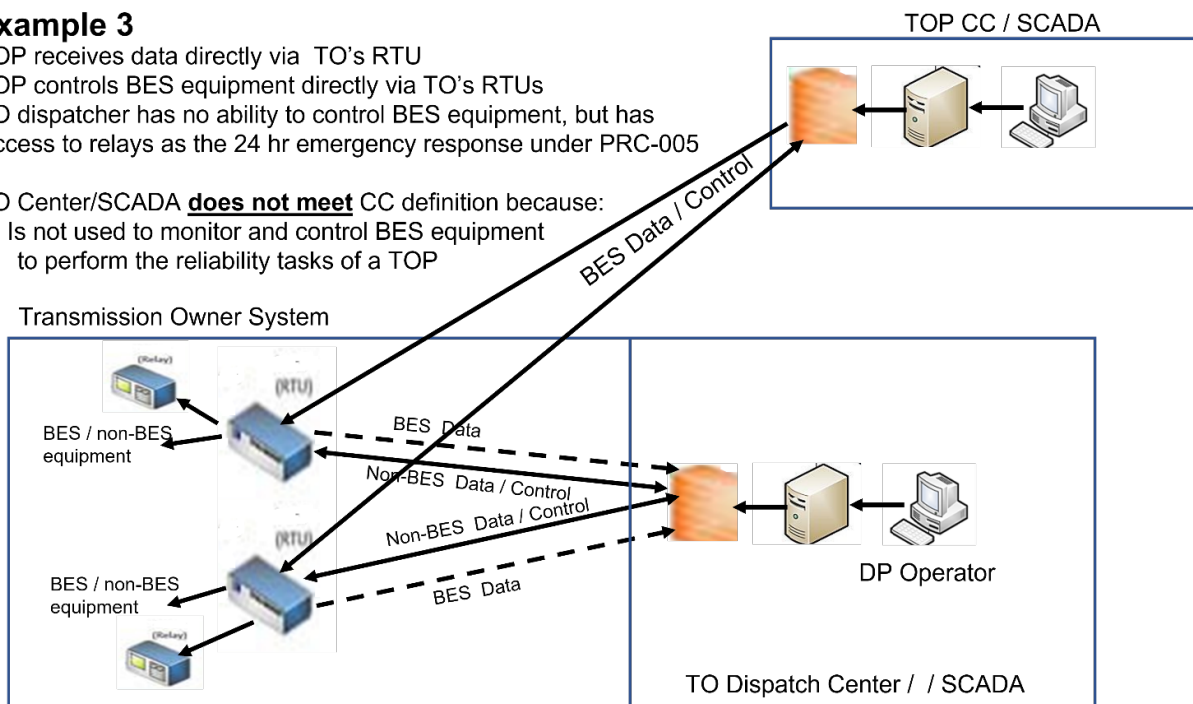 xample 3
TOP CC / SCADA
OP receives data directly via TO's RTU
OP controls BES equipment directly via TO's RTUs
O dispatcher has no ability to control BES equipment, but has
ccess to relays as the 24 hr emergency response under PRC-005
O Center/SCADA does not meet CC definition because:
Is not used to monitor and control BES equipment
to perform the reliability tasks of a TOP
BES Data / Control
Transmission Owner System
(Relay)
(RTU)
BES / non-BES
equipment
BES Data
Non-BES Data / Control
Non-BES Data / Control
BES Data
(RTU)
BES / non-BES
equipment
(Relay)
DP Operator
TO Dispatch Center / / SCADA